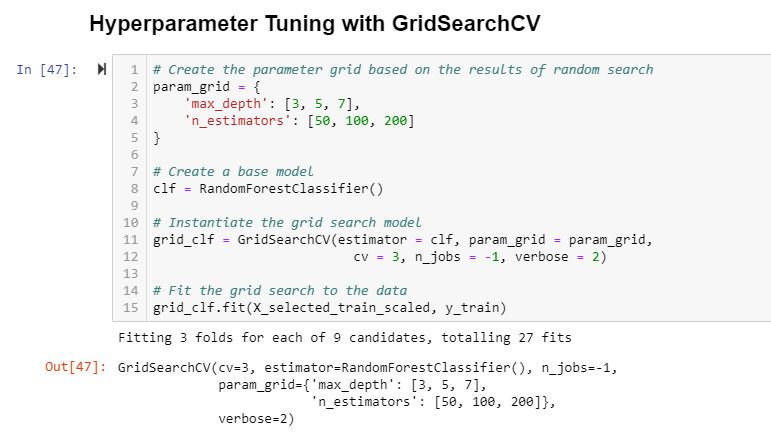 Hyperparameter Tuning with GridSearchCV
In [47]:
1 # Create the parameter grid based on the results of random search
2 param_grid = {
3     'max_depth': [3, 5, 7],
4     'n_estimators': [50, 100, 200]
5 }
6
7 # Create a base model
8 clf = RandomForestClassifier()
9
10 # Instantiate the grid search model
11 grid_clf = GridSearchCV(estimator = clf, param_grid = param_grid,
12                           cv = 3, n_jobs = -1, verbose = 2)
13
14 # Fit the grid search to the data
15 grid_clf.fit(X_selected_train_scaled, y_train)
Fitting 3 folds for each of 9 candidates, totalling 27 fits
Out[47]: GridSearchCV(cv=3, estimator=RandomForestClassifier(), n_jobs=-1,
             param_grid={'max_depth': [3, 5, 7],
                         'n_estimators': [50, 100, 200]},
             verbose=2)